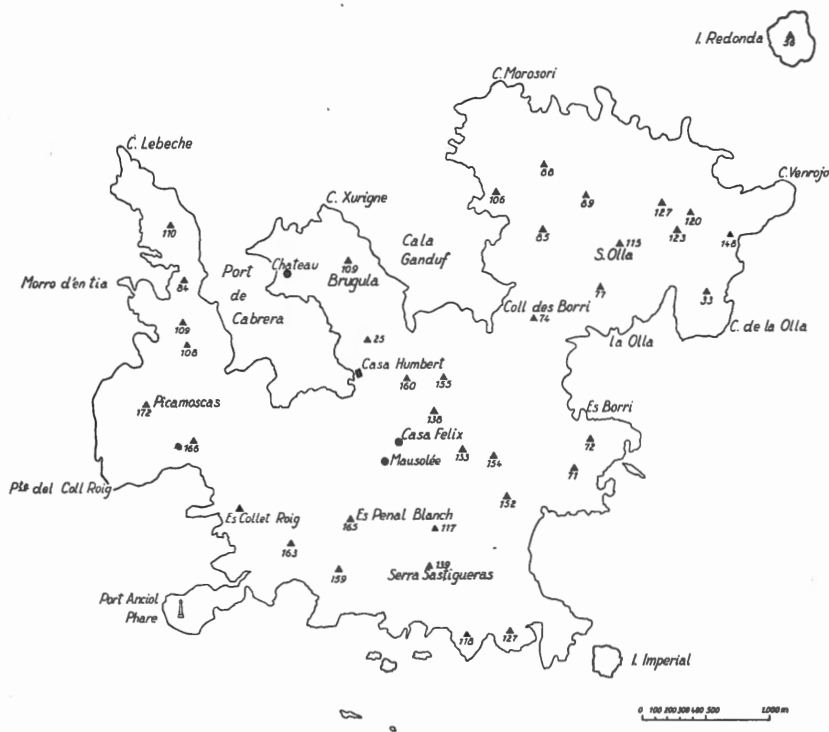 I. Redonda
36
C. Morosori
C. Lebeche
88
C. Venrojo
106
89
C. Xurigne
127
120
110
Cala
Ganduf
85
123
148
115
S. Olla
Chateau
109
Brugula
Port
de
Cabrera
Morro d'en tia
84
77
33
Coll des Borri
74
109
C. de la Olla
la Olla
108
25
Casa Humbert
160
155
Picamoscas
172
138
Es Borri
Casa Felix
72
166
133
154
Mausolée
71
Pta del Coll Roig
152
Es Collet Roig
Es Penal Blanch
165
117
163
139
159
Serra Sastigueras
Port Anciol
Phare
118
127
I. Imperial
0 100 200 300 400 500 1.000 m